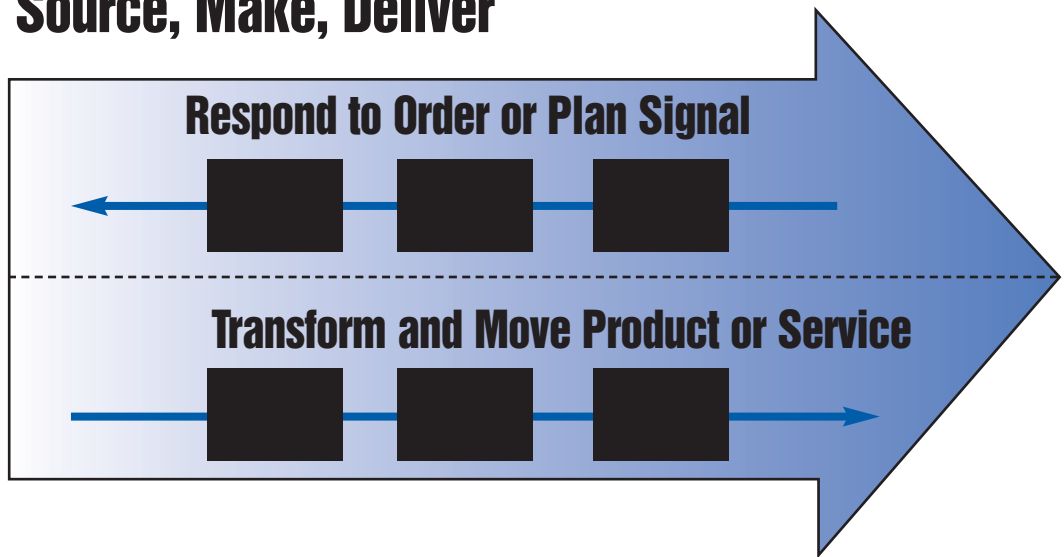 Source, Make, Deliver
Respond to Order or Plan Signal
Transform and Move Product or Service